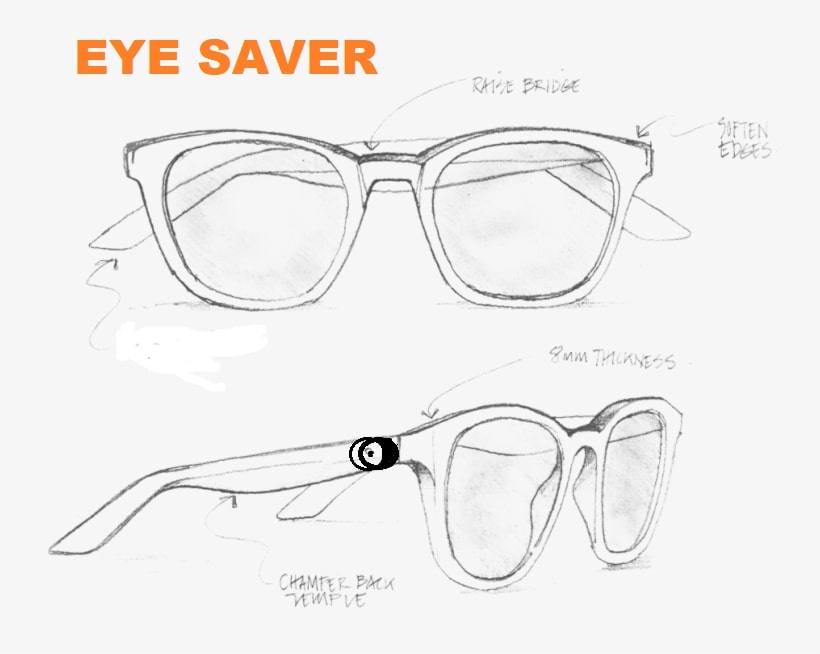 EYE SAVER
RAISE BRIDGE
SOFTEN
EDGES
8mm THICKNESS
CHAMFER BACK
TEMPLE